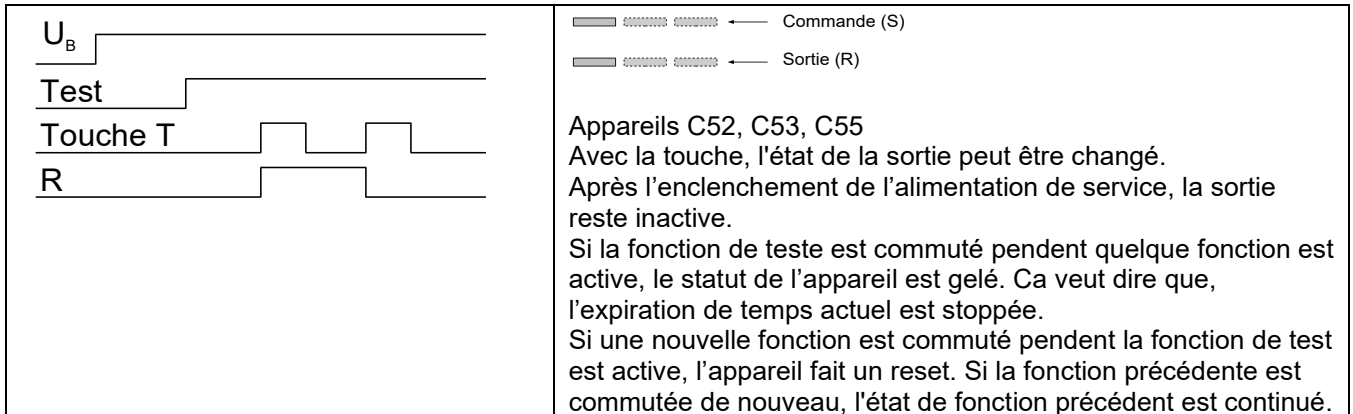 U_B
Test
Touche T
R
Commande (S)
Sortie (R)
Appareils C52, C53, C55
Avec la touche, l'état de la sortie peut être changé.
Après l’enclenchement de l’alimentation de service, la sortie
reste inactive.
Si la fonction de teste est commuté pendent quelque fonction est
active, le statut de l’appareil est gelé. Ca veut dire que,
l’expiration de temps actuel est stoppée.
Si une nouvelle fonction est commuté pendent la fonction de test
est active, l’appareil fait un reset. Si la fonction précédente est
commutée de nouveau, l'état de fonction précédent est continué.